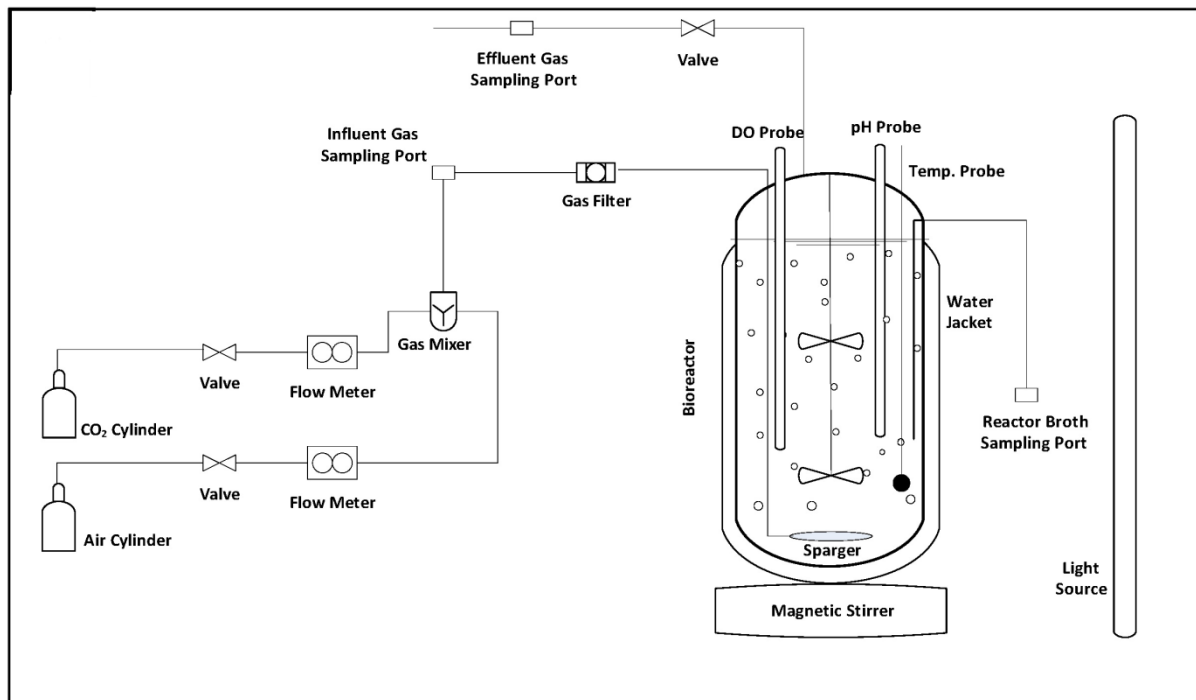 Effluent Gas
Sampling Port
Valve
Influent Gas
Sampling Port
DO Probe
pH Probe
Temp. Probe
Gas Filter
Water
Jacket
Gas Mixer
Bioreactor
Valve
Flow Meter
CO₂ Cylinder
Reactor Broth
Sampling Port
Valve
Flow Meter
Air Cylinder
Sparger
Light
Source
Magnetic Stirrer